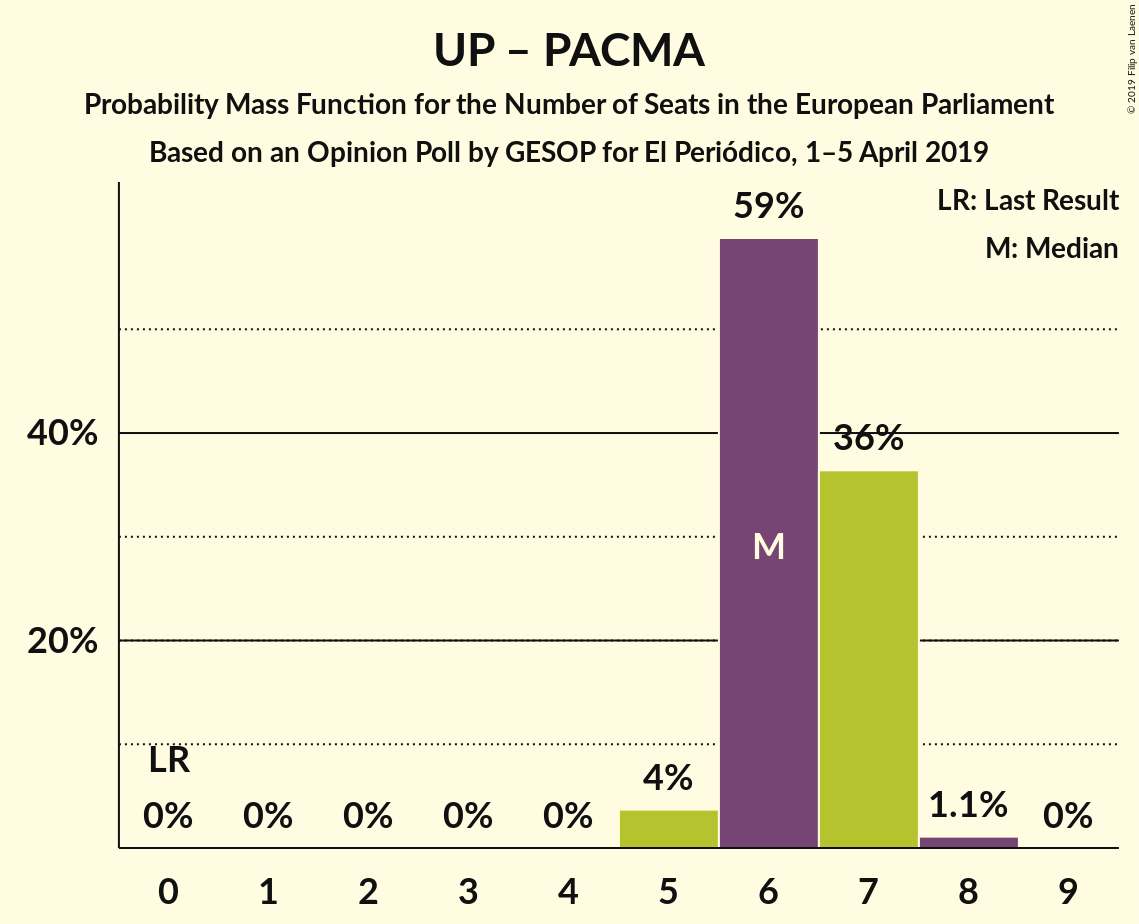 UP – PACMA
Probability Mass Function for the Number of Seats in the European Parliament
Based on an Opinion Poll by GESOP for El Periódico, 1–5 April 2019
© 2019 Filip van Laenen
LR: Last Result
M: Median
59%
40%
36%
M
20%
LR
4%
0% 0% 0% 0% 0% 1.1% 0%
0 1 2 3 4 5 6 7 8 9